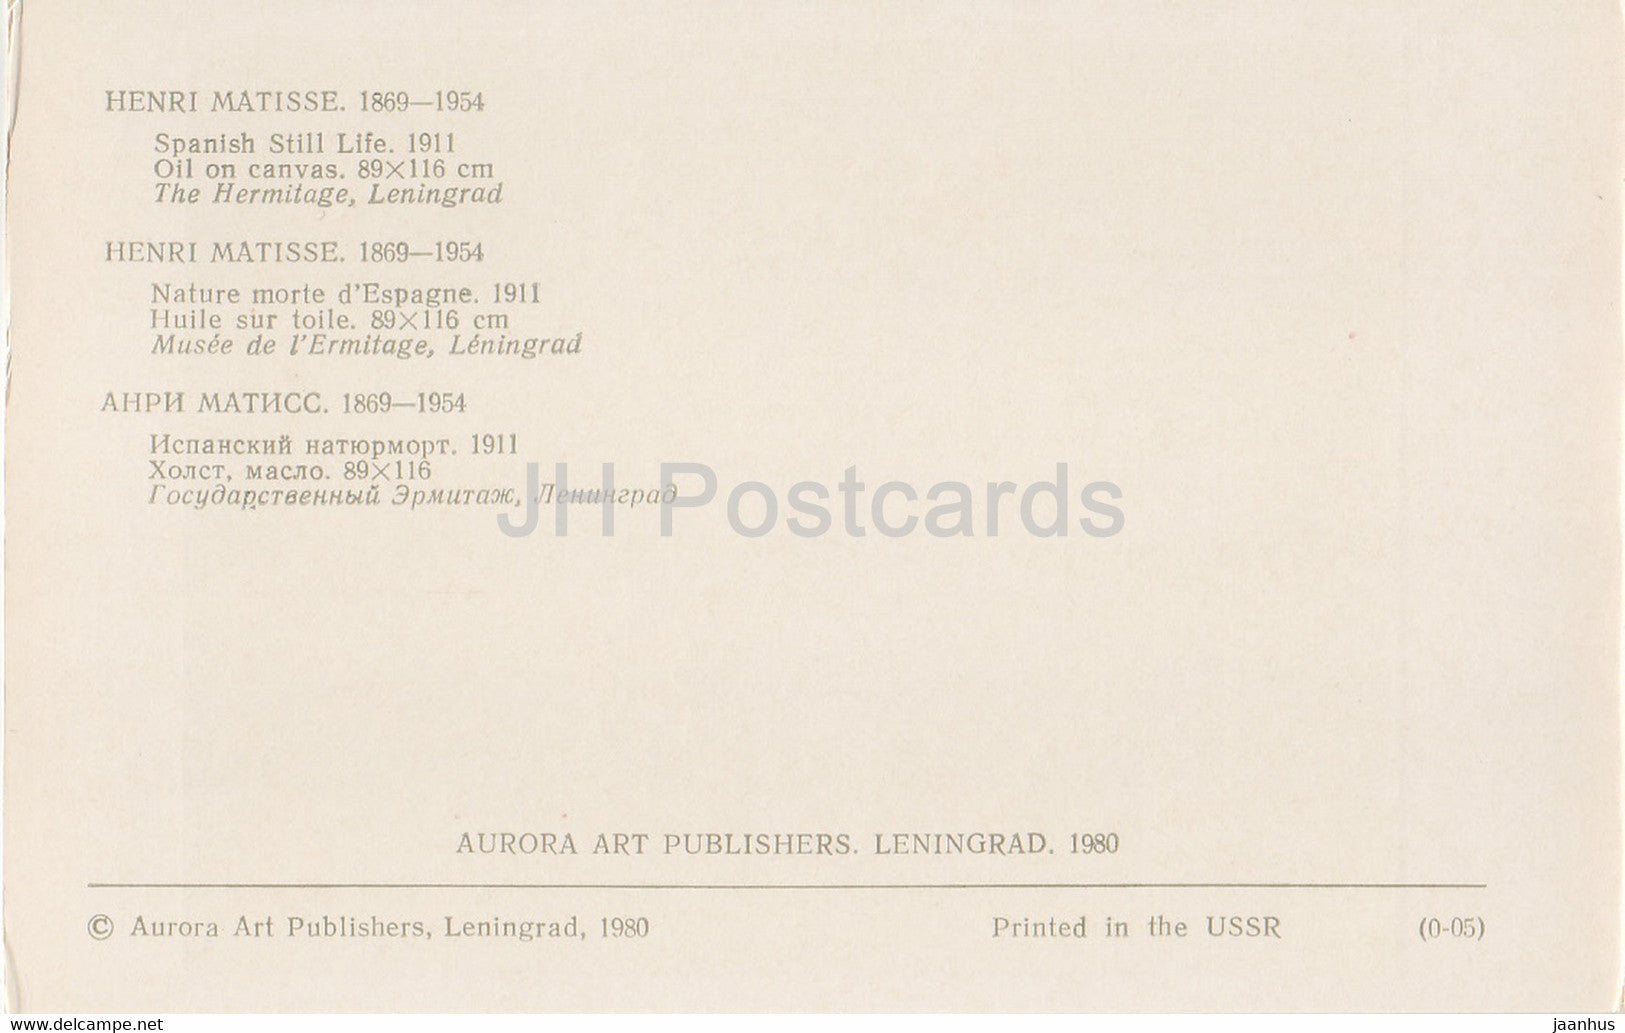 HENRI MATISSE. 1869—1954
Spanish Still Life. 1911
Oil on canvas. 89×116 cm
The Hermitage, Leningrad
HENRI MATISSE. 1869—1954
Nature morte d'Espagne. 1911
Huile sur toile. 89×116 cm
Musée de l'Ermitage, Léningrad
АНРИ МАТИСС. 1869—1954
Испанский натюрморт. 1911
Холст, масло. 89×116
Государственный Эрмитаж, Ленинград
JH Postcards
AURORA ART PUBLISHERS. LENINGRAD. 1980
© Aurora Art Publishers, Leningrad, 1980 Printed in the USSR (0-05)
www.delcampe.net jaanhus